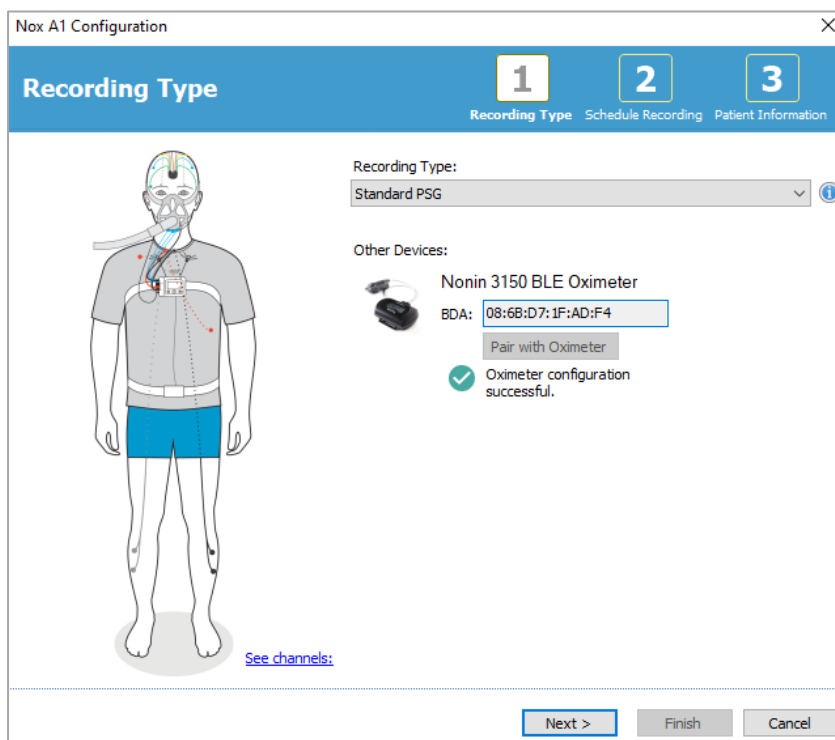 Nox A1 Configuration
Recording Type
1
2
3
Recording Type
Schedule Recording
Patient Information
Recording Type:
Standard PSG
Other Devices:
Nonin 3150 BLE Oximeter
BDA: 08:6B:D7:1F:AD:F4
Pair with Oximeter
Oximeter configuration
successful.
See channels:
Next >
Finish
Cancel